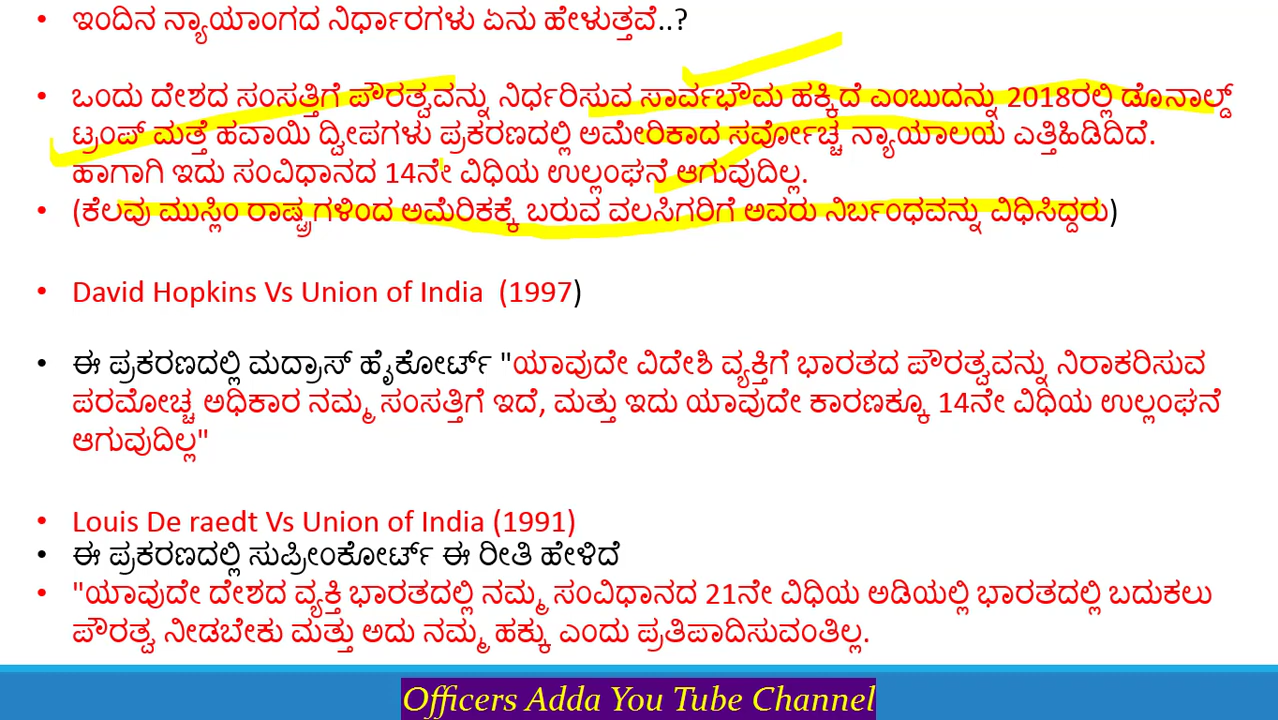 • ಇಂದಿನ ನ್ಯಾಯಾಂಗದ ನಿರ್ಧಾರಗಳು ಏನು ಹೇಳುತ್ತವೆ..?
• ಒಂದು ದೇಶದ ಸಂಸತ್ತಿಗೆ ಪೌರತ್ವವನ್ನು ನಿರ್ಧರಿಸುವ ಸಾರ್ವಭೌಮ ಹಕ್ಕಿದೆ ಎಂಬುದನ್ನು 2018ರಲ್ಲಿ ಡೊನಾಲ್ಡ್
ಟ್ರಂಪ್ ಮತ್ತೆ ಹವಾಯಿ ದ್ವೀಪಗಳು ಪ್ರಕರಣದಲ್ಲಿ ಅಮೇರಿಕಾದ ಸರ್ವೋಚ್ಚ ನ್ಯಾಯಾಲಯ ಎತ್ತಿಹಿಡಿದಿದೆ.
ಹಾಗಾಗಿ ಇದು ಸಂವಿಧಾನದ 14ನೇ ವಿಧಿಯ ಉಲ್ಲಂಘನೆ ಆಗುವುದಿಲ್ಲ.
• (ಕೆಲವು ಮುಸ್ಲಿಂ ರಾಷ್ಟ್ರಗಳಿಂದ ಅಮೆರಿಕಕ್ಕೆ ಬರುವ ವಲಸಿಗರಿಗೆ ಅವರು ನಿರ್ಬಂಧವನ್ನು ವಿಧಿಸಿದ್ದರು)
• David Hopkins Vs Union of India (1997)
• ಈ ಪ್ರಕರಣದಲ್ಲಿ ಮದ್ರಾಸ್ ಹೈಕೋರ್ಟ್ "ಯಾವುದೇ ವಿದೇಶಿ ವ್ಯಕ್ತಿಗೆ ಭಾರತದ ಪೌರತ್ವವನ್ನು ನಿರಾಕರಿಸುವ
ಪರಮೋಚ್ಚ ಅಧಿಕಾರ ನಮ್ಮ ಸಂಸತ್ತಿಗೆ ಇದೆ, ಮತ್ತು ಇದು ಯಾವುದೇ ಕಾರಣಕ್ಕೂ 14ನೇ ವಿಧಿಯ ಉಲ್ಲಂಘನೆ
ಆಗುವುದಿಲ್ಲ"
• Louis De raedt Vs Union of India (1991)
• ಈ ಪ್ರಕರಣದಲ್ಲಿ ಸುಪ್ರೀಂಕೋರ್ಟ್ ಈ ರೀತಿ ಹೇಳಿದೆ
• "ಯಾವುದೇ ದೇಶದ ವ್ಯಕ್ತಿ ಭಾರತದಲ್ಲಿ ನಮ್ಮ ಸಂವಿಧಾನದ 21ನೇ ವಿಧಿಯ ಅಡಿಯಲ್ಲಿ ಭಾರತದಲ್ಲಿ ಬದುಕಲು
ಪೌರತ್ವ ನೀಡಬೇಕು ಮತ್ತು ಅದು ನಮ್ಮ ಹಕ್ಕು ಎಂದು ಪ್ರತಿಪಾದಿಸುವಂತಿಲ್ಲ.
Officers Adda You Tube Channel